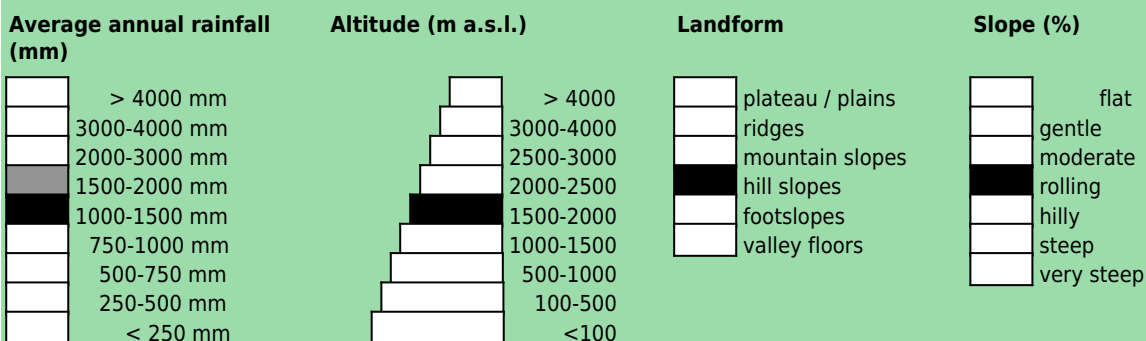 Average annual rainfall
(mm)
> 4000 mm
3000-4000 mm
2000-3000 mm
1500-2000 mm
1000-1500 mm
750-1000 mm
500-750 mm
250-500 mm
< 250 mm
Altitude (m a.s.l.)
> 4000
3000-4000
2500-3000
2000-2500
1500-2000
1000-1500
500-1000
100-500
<100
Landform
plateau / plains
ridges
mountain slopes
hill slopes
footslopes
valley floors
Slope (%)
flat
gentle
moderate
rolling
hilly
steep
very steep